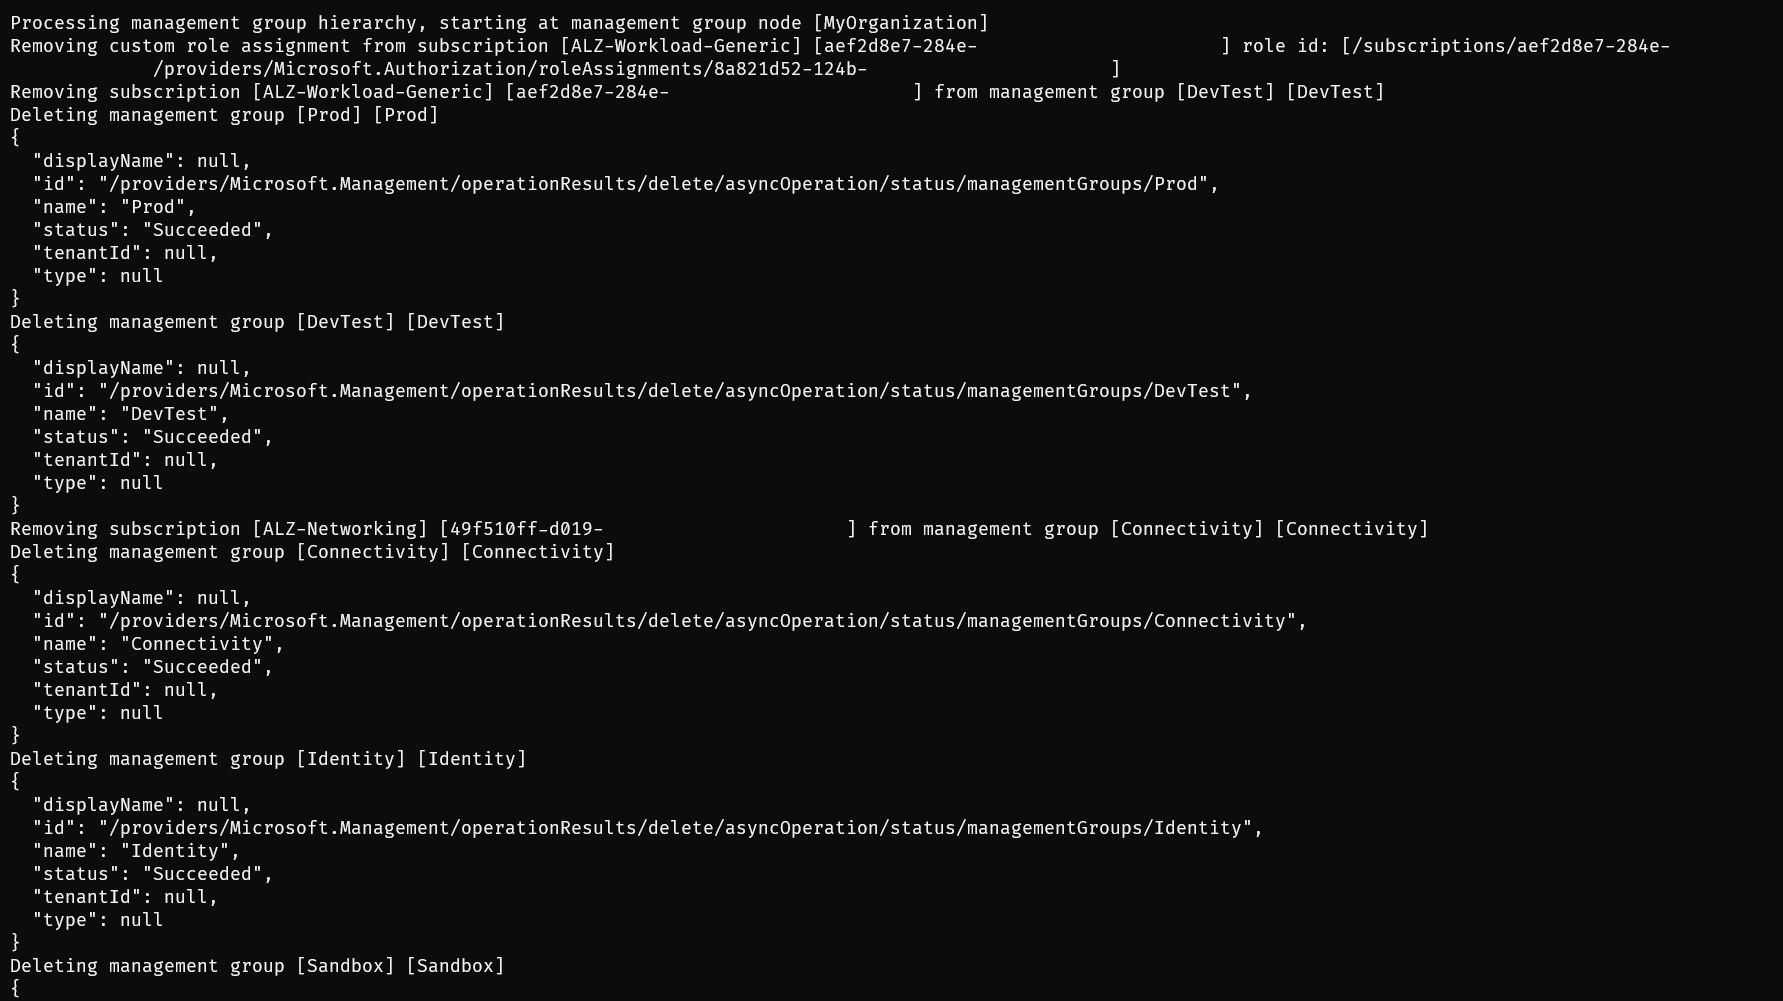 Processing management group hierarchy, starting at management group node [MyOrganization]
Removing custom role assignment from subscription [ALZ-Workload-Generic] [aef2d8e7-284e-                      ] role id: [/subscriptions/aef2d8e7-284e-
             /providers/Microsoft.Authorization/roleAssignments/8a821d52-124b-                      ]
Removing subscription [ALZ-Workload-Generic] [aef2d8e7-284e-                      ] from management group [DevTest] [DevTest]
Deleting management group [Prod] [Prod]
{
  "displayName": null,
  "id": "/providers/Microsoft.Management/operationResults/delete/asyncOperation/status/managementGroups/Prod",
  "name": "Prod",
  "status": "Succeeded",
  "tenantId": null,
  "type": null
}
Deleting management group [DevTest] [DevTest]
{
  "displayName": null,
  "id": "/providers/Microsoft.Management/operationResults/delete/asyncOperation/status/managementGroups/DevTest",
  "name": "DevTest",
  "status": "Succeeded",
  "tenantId": null,
  "type": null
}
Removing subscription [ALZ-Networking] [49f510ff-d019-                      ] from management group [Connectivity] [Connectivity]
Deleting management group [Connectivity] [Connectivity]
{
  "displayName": null,
  "id": "/providers/Microsoft.Management/operationResults/delete/asyncOperation/status/managementGroups/Connectivity",
  "name": "Connectivity",
  "status": "Succeeded",
  "tenantId": null,
  "type": null
}
Deleting management group [Identity] [Identity]
{
  "displayName": null,
  "id": "/providers/Microsoft.Management/operationResults/delete/asyncOperation/status/managementGroups/Identity",
  "name": "Identity",
  "status": "Succeeded",
  "tenantId": null,
  "type": null
}
Deleting management group [Sandbox] [Sandbox]
{